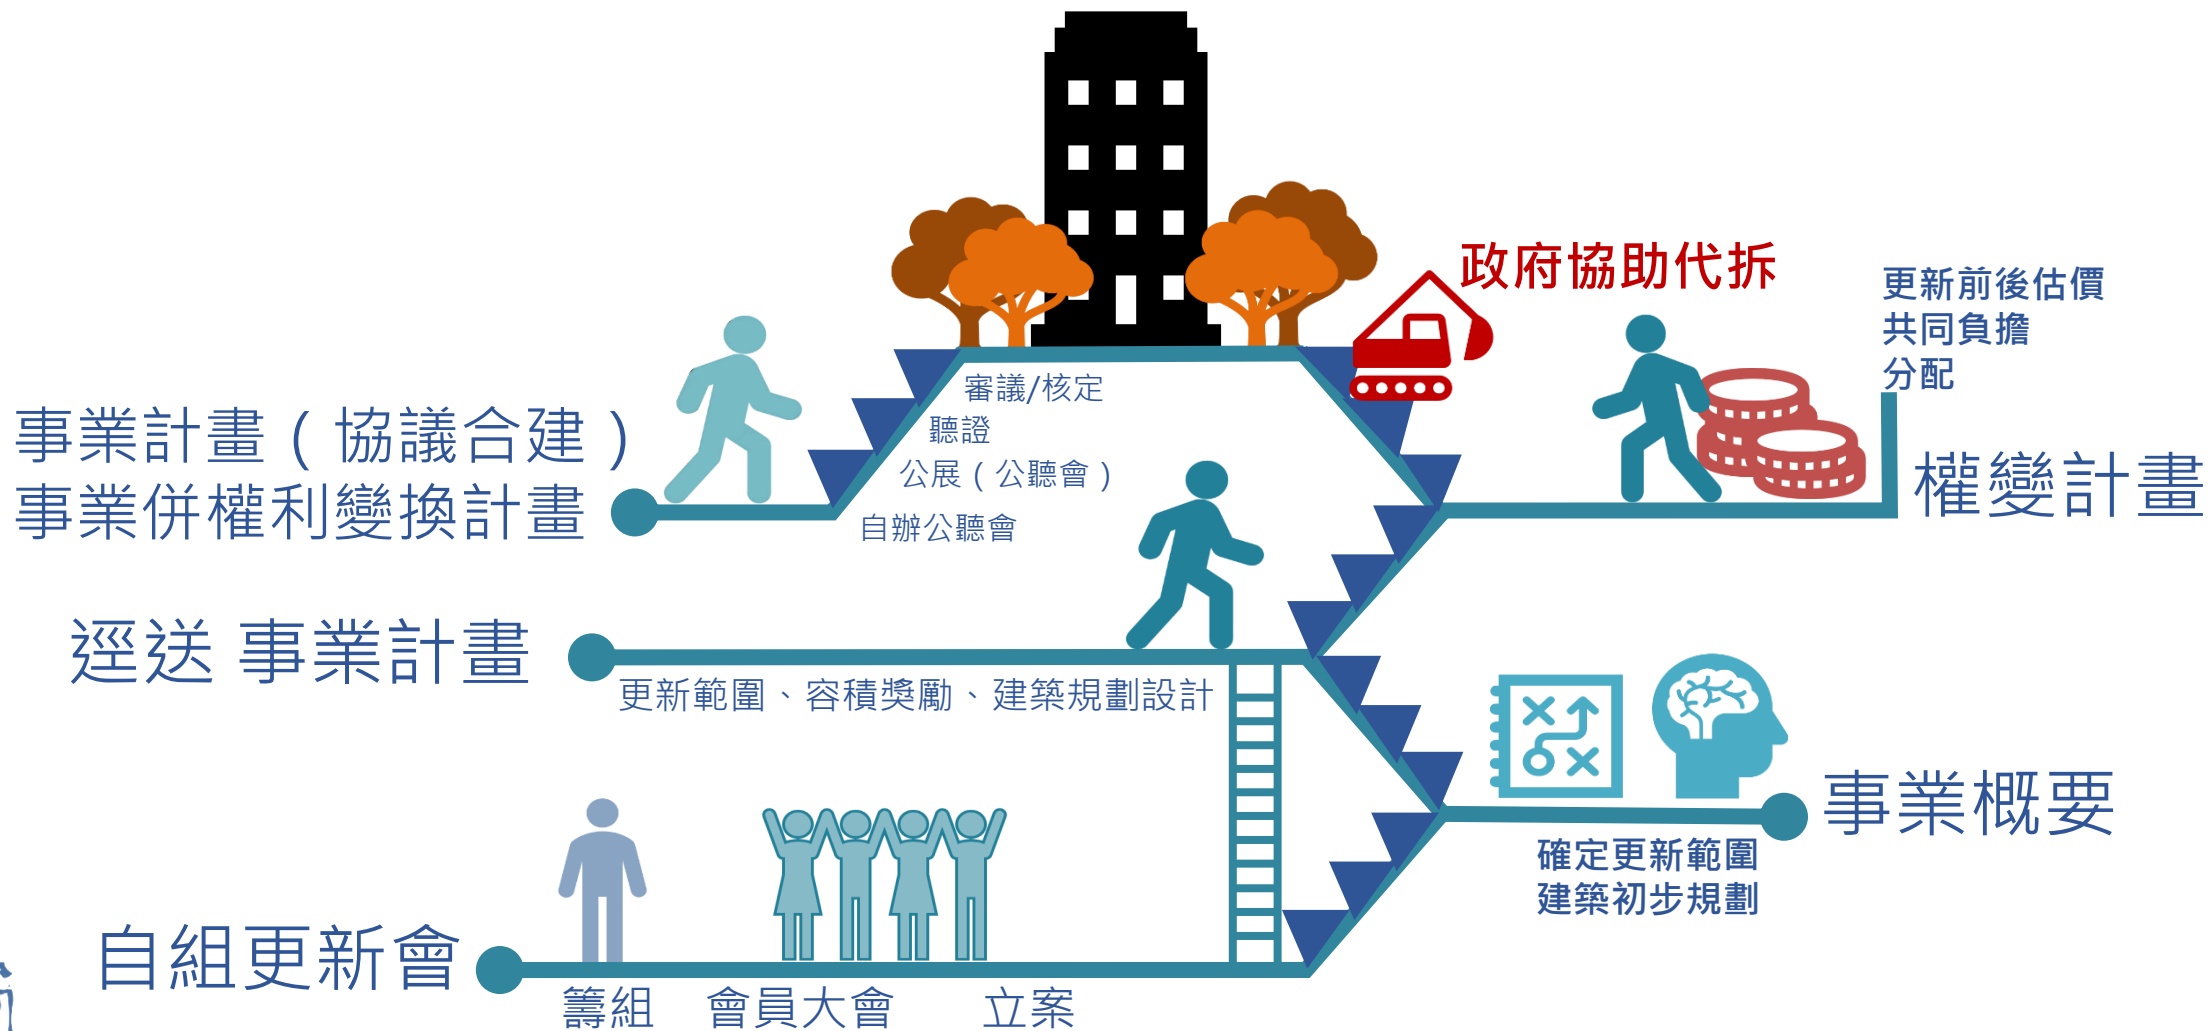 政府協助代拆
更新前後估價
共同負擔
分配
審議/核定
聽證
公展（公聽會）
自辦公聽會
事業計畫（協議合建）
事業併權利變換計畫
權變計畫
逕送 事業計畫
更新範圍、容積獎勵、建築規劃設計
事業概要
確定更新範圍
建築初步規劃
自組更新會
籌組 會員大會 立案